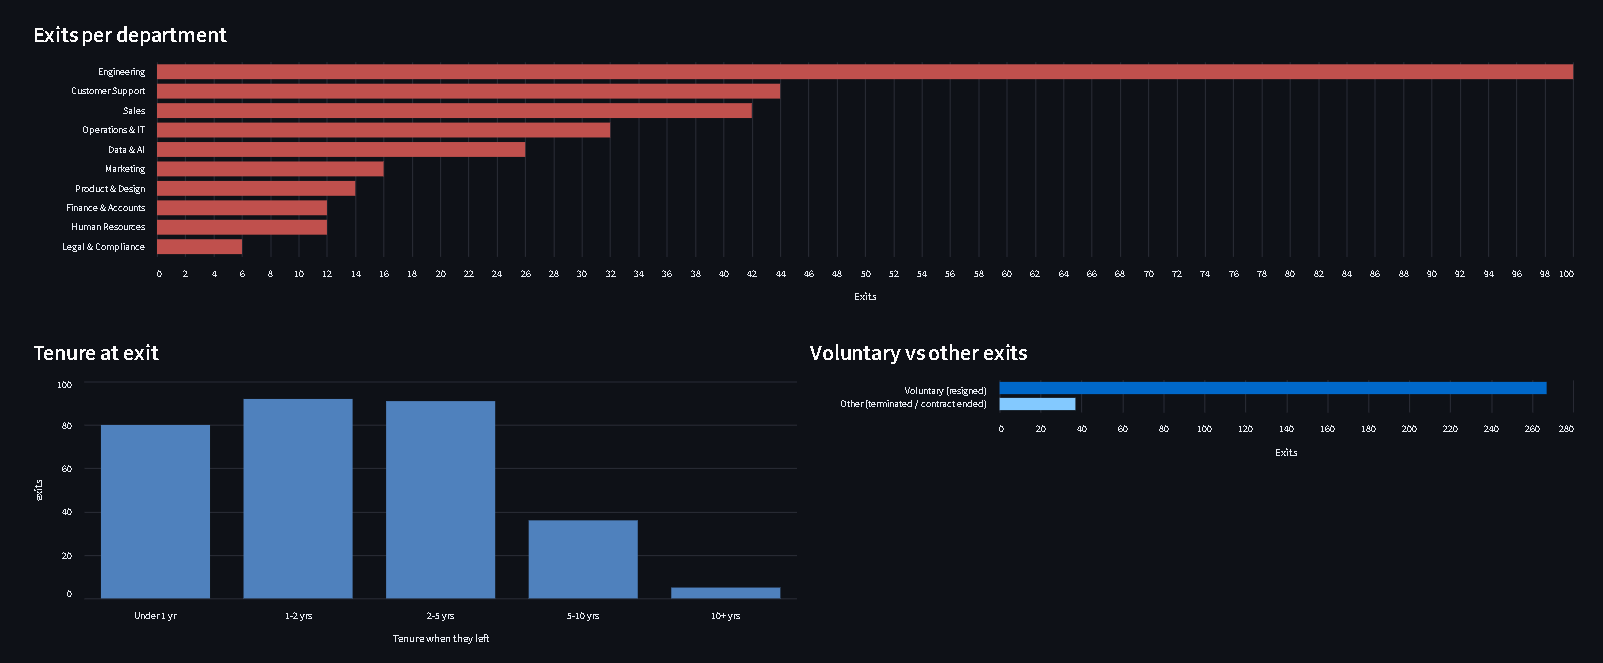 Exits per department
Engineering
Customer Support
Sales
Operations & IT
Data & AI
Marketing
Product & Design
Finance & Accounts
Human Resources
Legal & Compliance
0 2 4 6 8 10 12 14 16 18 20 22 24 26 28 30 32 34 36 38 40 42 44 46 48 50 52 54 56 58 60 62 64 66 68 70 72 74 76 78 80 82 84 86 88 90 92 94 96 98 100
Exits
Tenure at exit
100
80
60
40
20
0
exits
Under 1 yr 1-2 yrs 2-5 yrs 5-10 yrs 10+ yrs
Tenure when they left
Voluntary vs other exits
Voluntary (resigned)
Other (terminated / contract ended)
0 20 40 60 80 100 120 140 160 180 200 220 240 260 280
Exits